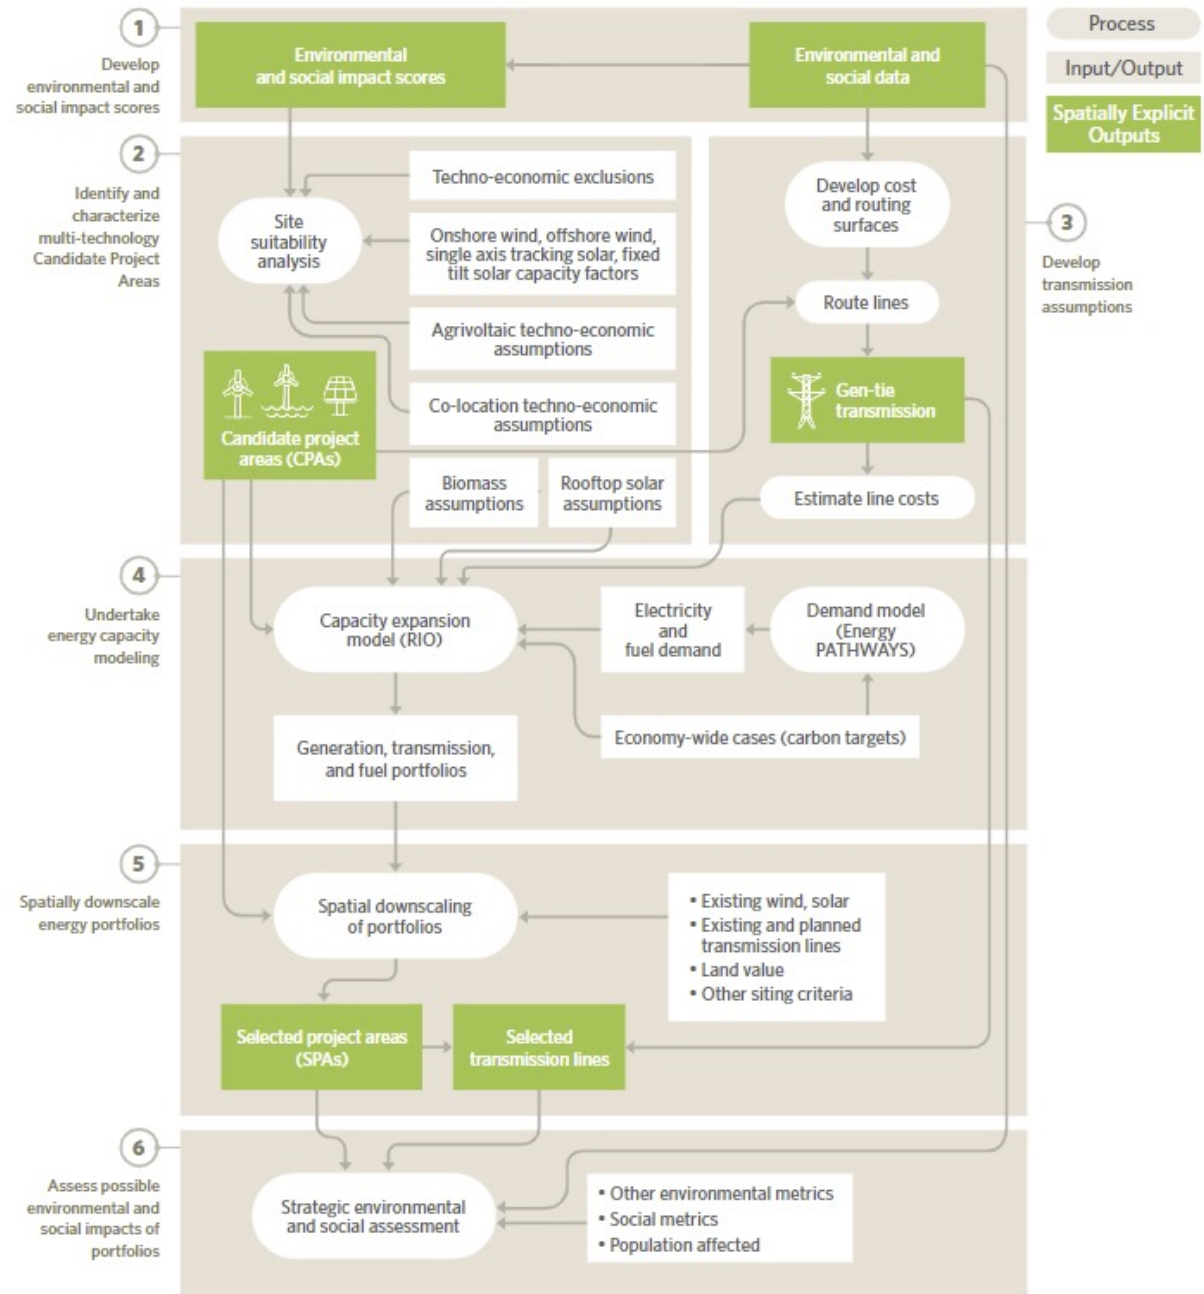 1
Develop
environmental and
social impact scores
Environmental
and social impact scores
Environmental and
social data
Process
Input/Output
Spatially Explicit
Outputs
2
Identify and
characterize
multi-technology
Candidate Project
Areas
Site
suitability
analysis
Techno-economic exclusions
Onshore wind, offshore wind,
single axis tracking solar, fixed
tilt solar capacity factors
Agrivoltaic techno-economic
assumptions
Co-location techno-economic
assumptions
Candidate project
areas (CPAs)
Biomass
assumptions
Rooftop solar
assumptions
3
Develop
transmission
assumptions
Develop cost
and routing
surfaces
Route lines
Gen-tie
transmission
Estimate line costs
4
Undertake
energy capacity
modeling
Capacity expansion
model (RIO)
Electricity
and
fuel demand
Demand model
(Energy
PATHWAYS)
Economy-wide cases (carbon targets)
Generation, transmission,
and fuel portfolios
5
Spatially downscale
energy portfolios
Spatial downscaling
of portfolios
• Existing wind, solar
• Existing and planned
transmission lines
• Land value
• Other siting criteria
Selected project areas
(SPAs)
Selected
transmission lines
6
Assess possible
environmental and
social impacts of
portfolios
Strategic environmental
and social assessment
• Other environmental metrics
• Social metrics
• Population affected